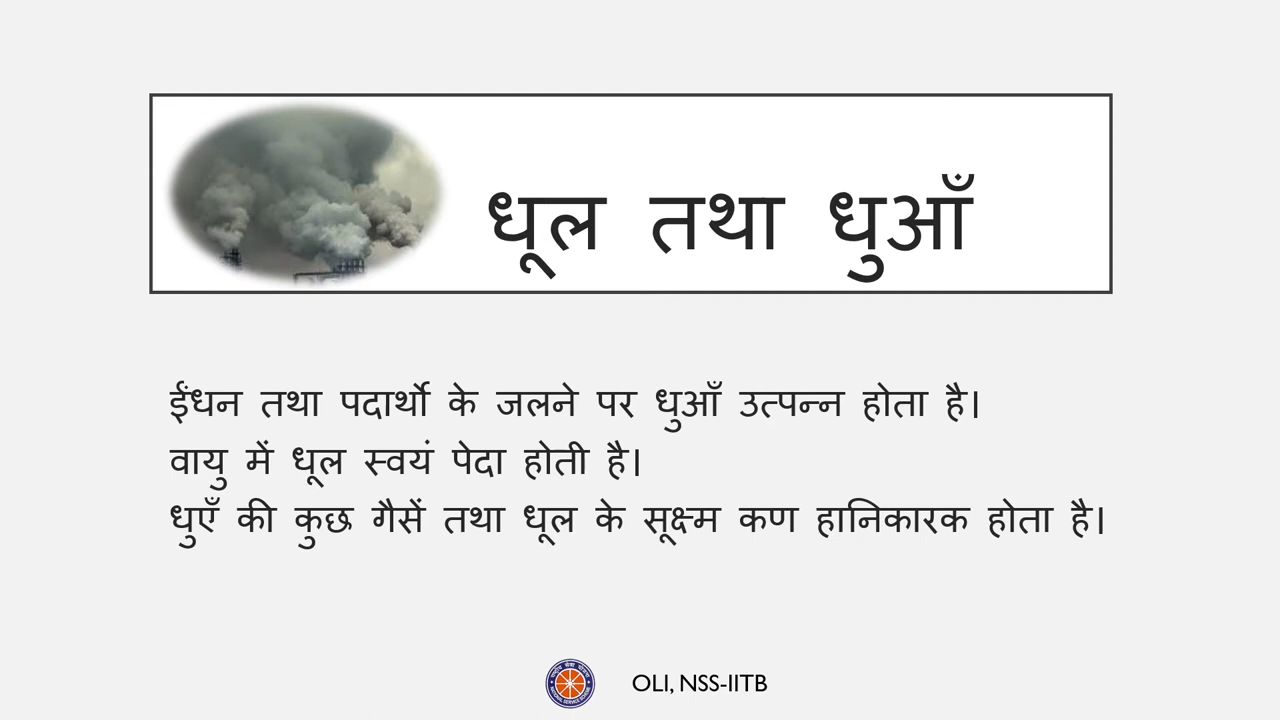 धूल तथा धुआँ
ईंधन तथा पदार्थो के जलने पर धुआँ उत्पन्न होता है।
वायु में धूल स्वयं पेदा होती है।
धुएँ की कुछ गैसें तथा धूल के सूक्ष्म कण हानिकारक होता है।
OLI, NSS-IITB